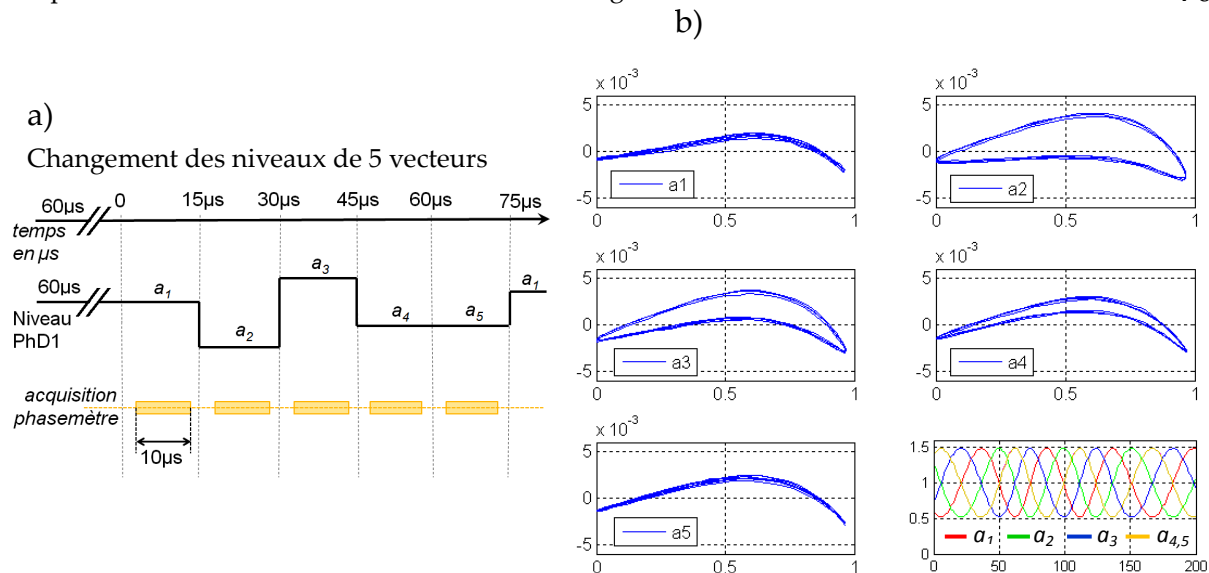 b)
a)
Changement des niveaux de 5 vecteurs
60µs 0 15µs 30µs 45µs 60µs 75µs
temps
en µs
60µs a1 a2 a3 a4 a5 a1
Niveau
PhD1
acquisition
phasemètre
10µs
x 10-3
5
0
-5
a1
0 0.5 1
x 10-3
5
0
-5
a2
0 0.5 1
x 10-3
5
0
-5
a3
0 0.5 1
x 10-3
5
0
-5
a4
0 0.5 1
x 10-3
5
0
-5
a5
0 0.5 1
1.5
1
0.5
0
a1 a2 a3 a4,5
0 50 100 150 200